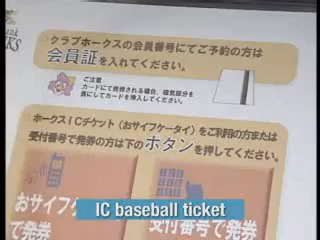 クラブホークスの会員番号にてご予約の方は
会員証を入れてください。
ご注意
カードにて発券される場合、磁気部分を
奥にしてカードを挿入してください。
ホークスICチケット(おサイフケータイ)をご利用の方または
受付番号で発券の方は下のボタンを押してください。
おサイフケ
で発券
受付番号で発券
IC baseball ticket